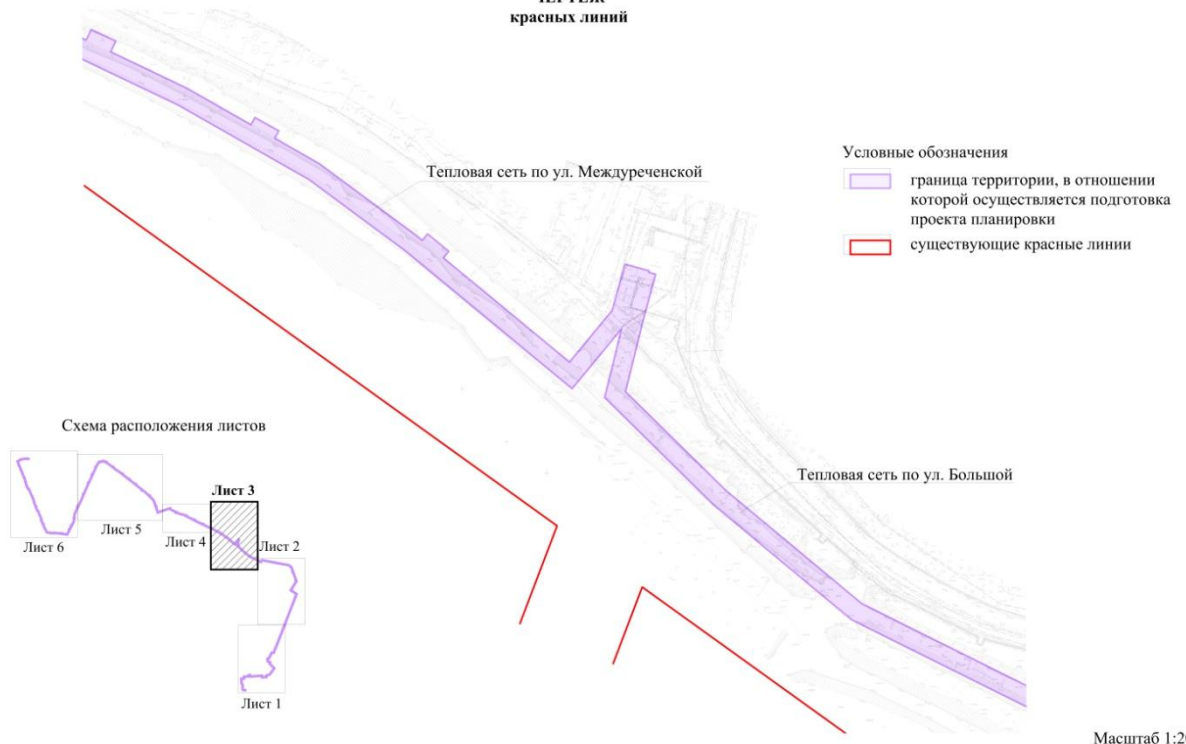 красных линий
Тепловая сеть по ул. Междуреченской
Условные обозначения
граница территории, в отношении
которой осуществляется подготовка
проекта планировки
существующие красные линии
Схема расположения листов
Тепловая сеть по ул. Большой
Лист 3
Лист 6
Лист 5
Лист 4
Лист 2
Лист 1
Масштаб